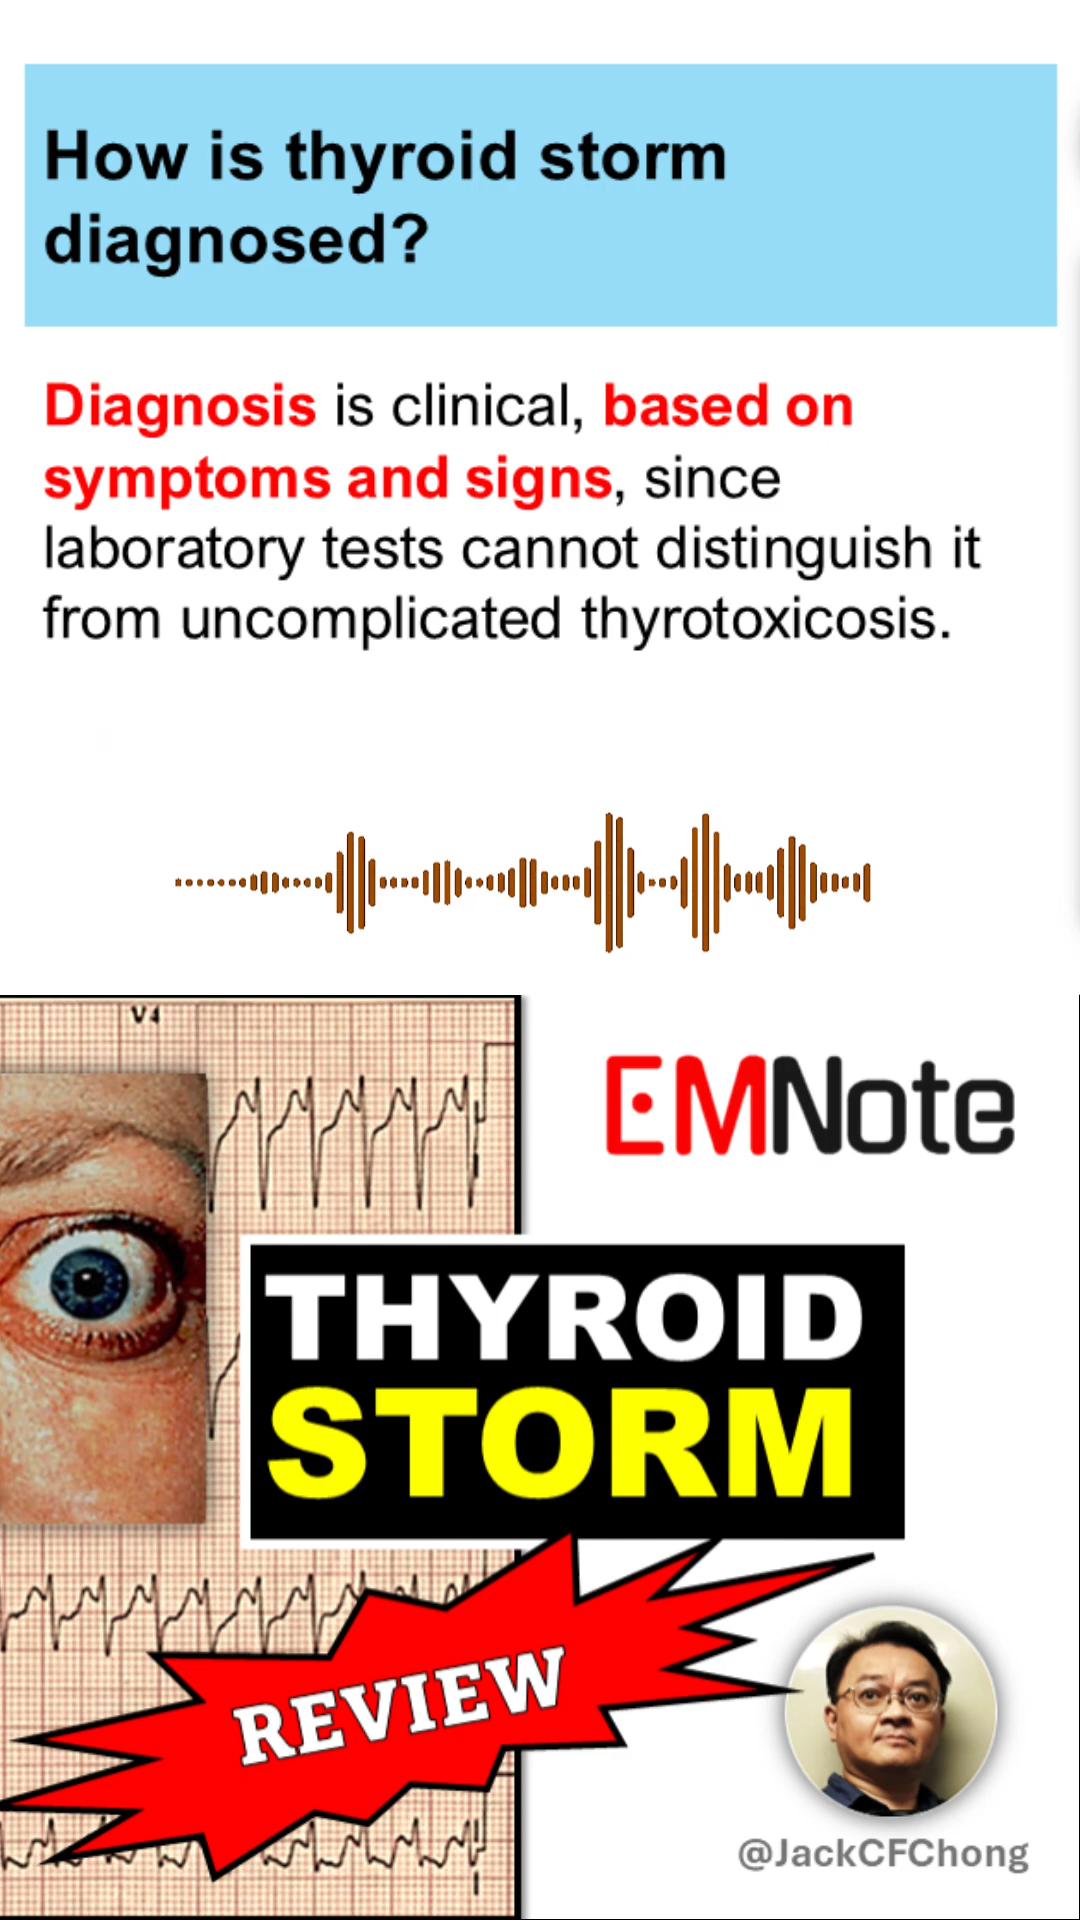 How is thyroid storm
diagnosed?
Diagnosis is clinical, based on
symptoms and signs, since
laboratory tests cannot distinguish it
from uncomplicated thyrotoxicosis.
V4
EMNote
THYROID
STORM
REVIEW
@JackCFChong